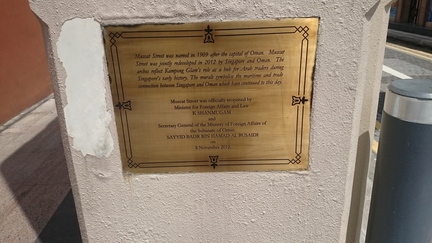 Muscat Street was named in 1909 after the capital of Oman. Muscat
Street was jointly redeveloped in 2012 by Singapore and Oman. The
arches reflect Kampong Glam's role as a hub for Arab traders during
Singapore's early history. The murals symbolise the maritime and trade
connection between Singapore and Oman which have continued to this day.
Muscat Street was officially reopened by
Minister for Foreign Affairs and Law
K SHANMUGAM
and
Secretary General of the Ministry of Foreign Affairs of
the Sultanate of Oman
SAYYID BADR BIN HAMAD AL BUSAIDI
on
8 November 2012